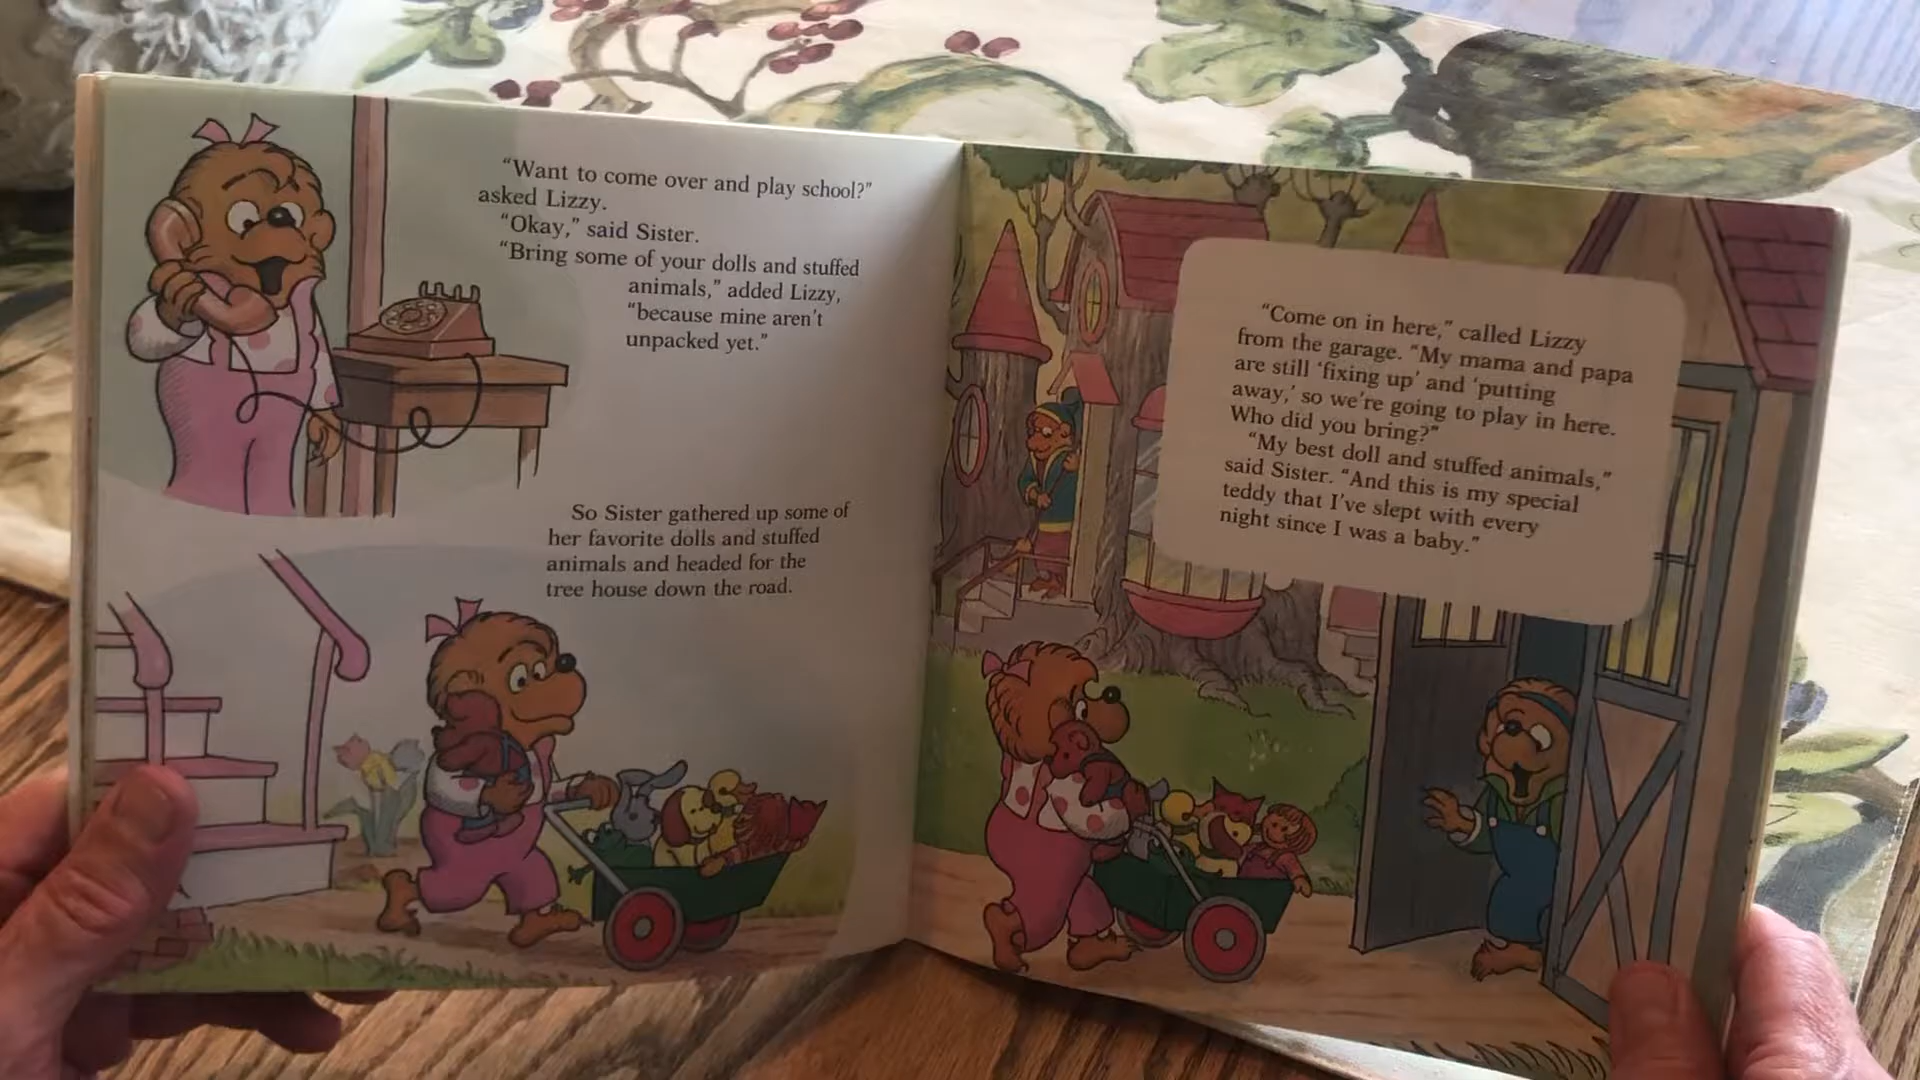 “Want to come over and play school?”
asked Lizzy.
“Okay,” said Sister.
“Bring some of your dolls and stuffed
animals,” added Lizzy,
“because mine aren’t
unpacked yet.”
So Sister gathered up some of
her favorite dolls and stuffed
animals and headed for the
tree house down the road.
“Come on in here,” called Lizzy
from the garage. “My mama and papa
are still ‘fixing up’ and ‘putting
away,’ so we’re going to play in here.
Who did you bring?”
“My best doll and stuffed animals,”
said Sister. “And this is my special
teddy that I’ve slept with every
night since I was a baby.”